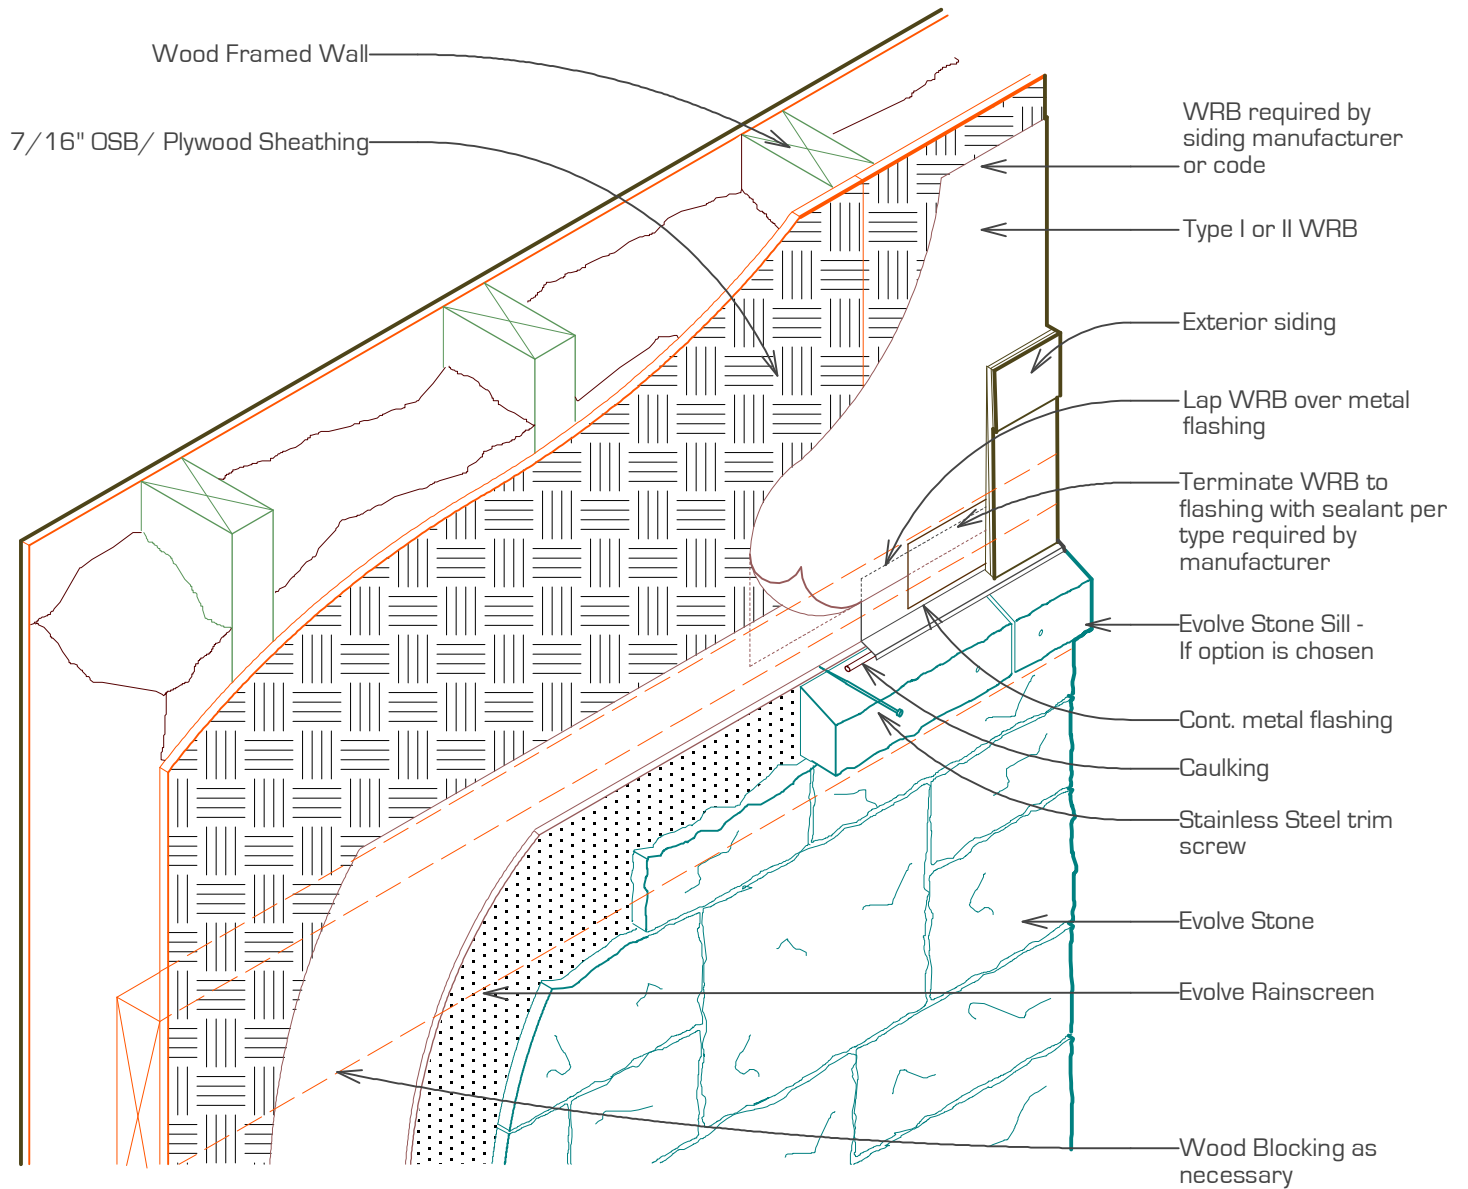 Wood Framed Wall
7/16" OSB/ Plywood Sheathing
WRB required by
siding manufacturer
or code
Type I or II WRB
Exterior siding
Lap WRB over metal
flashing
Terminate WRB to
flashing with sealant per
type required by
manufacturer
Evolve Stone Sill -
If option is chosen
Cont. metal flashing
Caulking
Stainless Steel trim
screw
Evolve Stone
Evolve Rainscreen
Wood Blocking as
necessary